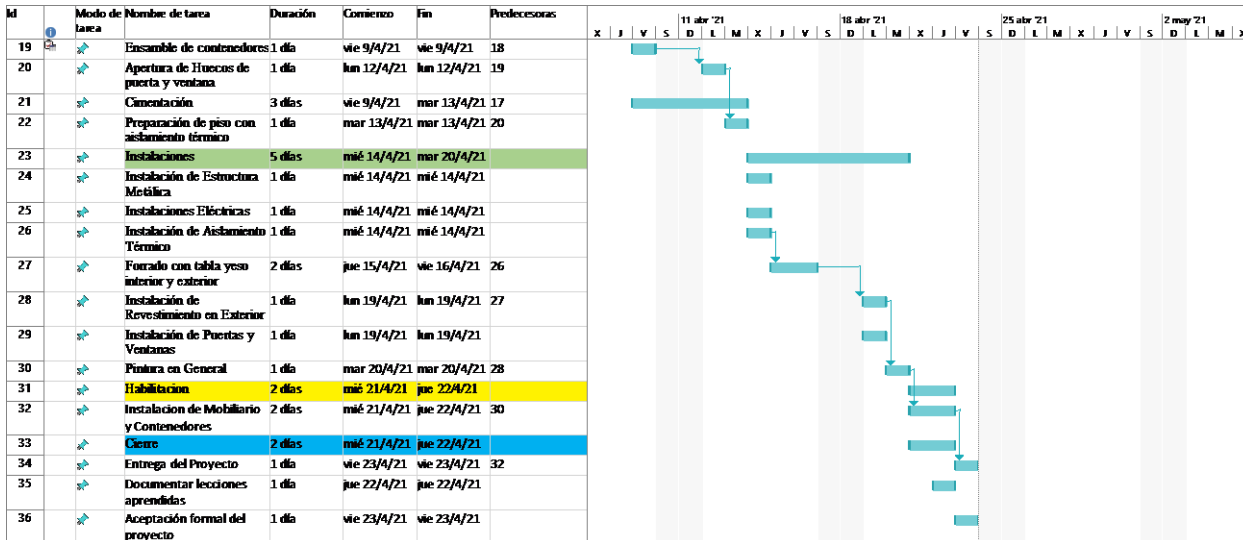 Id
Modo de
tarea
Nombre de tarea
Duración
Comienzo
Fin
Predecesoras
11 abr '21
18 abr '21
25 abr '21
2 may '21
X J V S D L M X J V S D L M X J V S D L M X J V S D L M X
19 Ensamble de contenedores 1 día vie 9/4/21 vie 9/4/21 18
20 Apertura de Huecos de 1 día lun 12/4/21 lun 12/4/21 19
puerta y ventana
21 Cimentación 3 días vie 9/4/21 mar 13/4/21 17
22 Preparación de piso con 1 día mar 13/4/21 mar 13/4/21 20
aislamiento térmico
23 Instalaciones 5 días mié 14/4/21 mar 20/4/21
24 Instalación de Estructura 1 día mié 14/4/21 mié 14/4/21
Metálica
25 Instalaciones Eléctricas 1 día mié 14/4/21 mié 14/4/21
26 Instalación de Aislamiento 1 día mié 14/4/21 mié 14/4/21
Térmico
27 Forrado con tabla yeso 2 días jue 15/4/21 vie 16/4/21 26
interior y exterior
28 Instalación de 1 día lun 19/4/21 lun 19/4/21 27
Revestimiento en Exterior
29 Instalación de Puertas y 1 día lun 19/4/21 lun 19/4/21
Ventanas
30 Pintura en General 1 día mar 20/4/21 mar 20/4/21 28
31 Habilitacion 2 días mié 21/4/21 jue 22/4/21
32 Instalacion de Mobiliario 2 días mié 21/4/21 jue 22/4/21 30
y Contenedores
33 Cierre 2 días mié 21/4/21 jue 22/4/21
34 Entrega del Proyecto 1 día vie 23/4/21 vie 23/4/21 32
35 Documentar lecciones 1 día jue 22/4/21 jue 22/4/21
aprendidas
36 Aceptación formal del 1 día vie 23/4/21 vie 23/4/21
proyecto